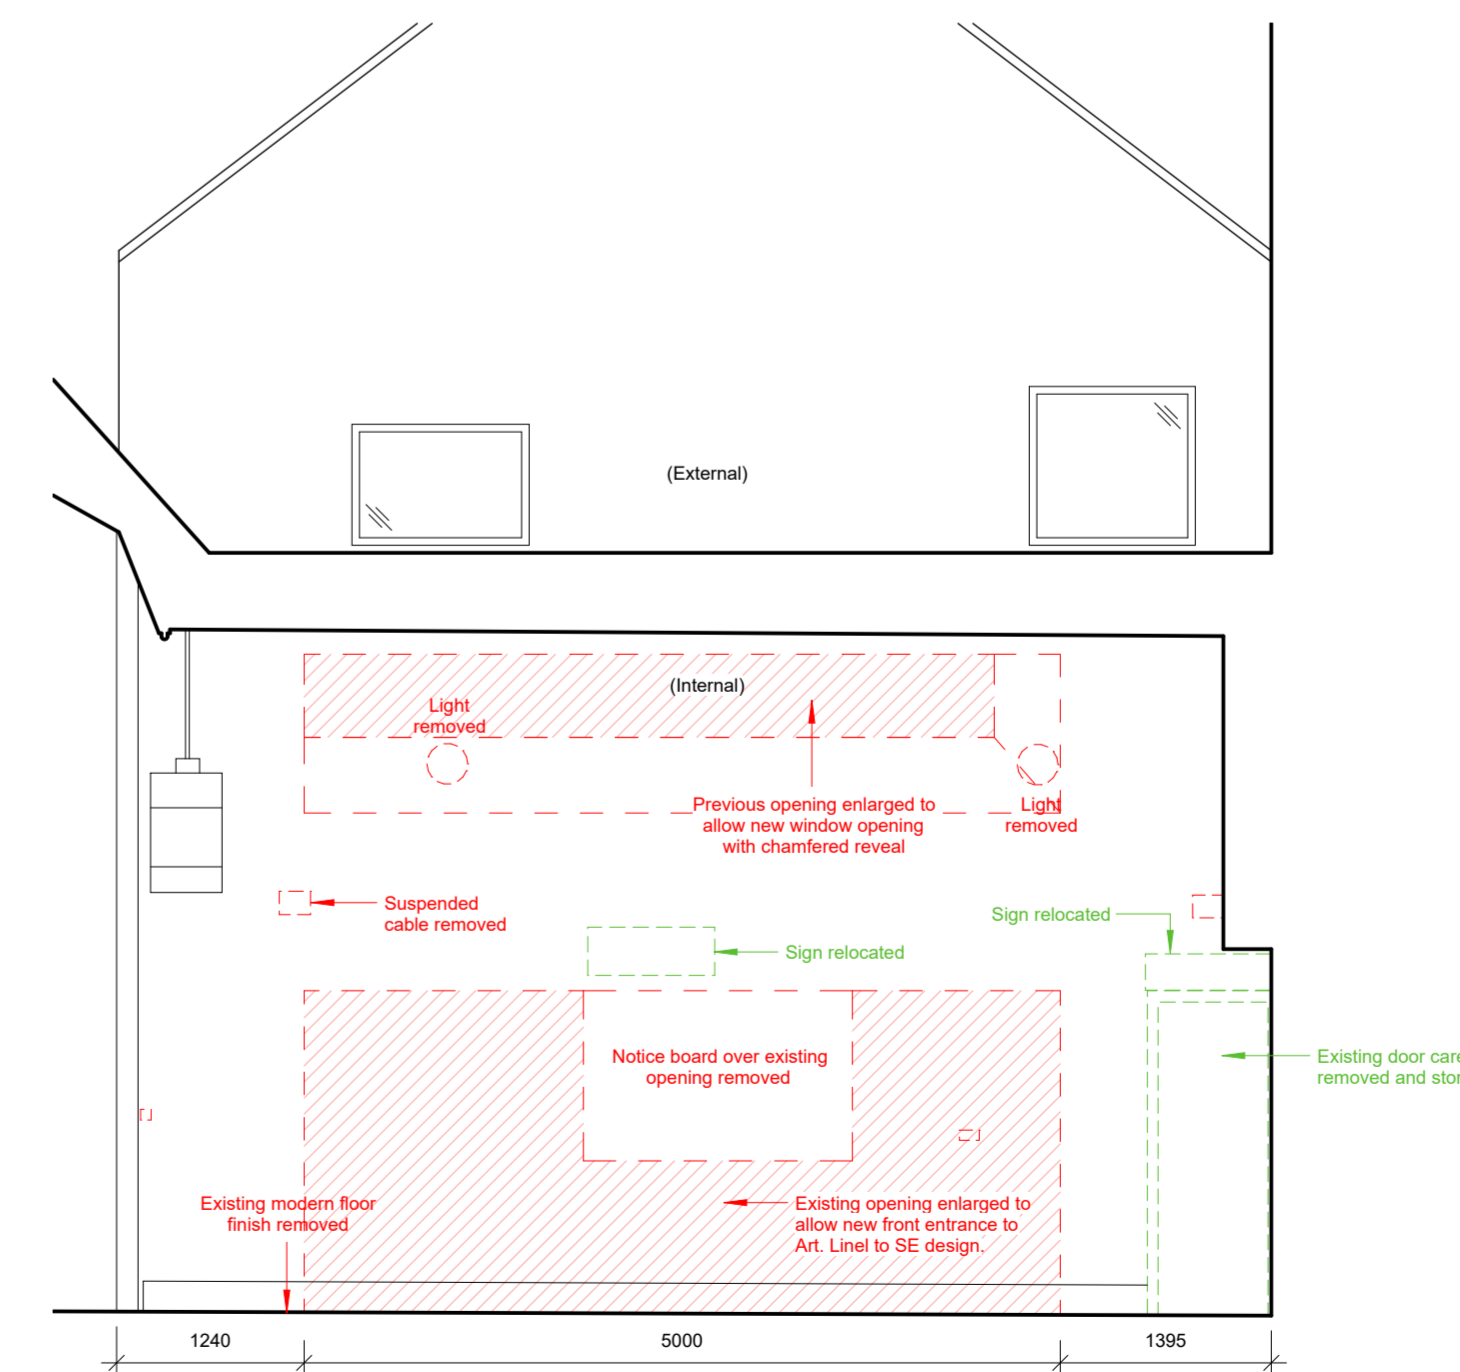 (External)
(Internal)
Light
removed
Previous opening enlarged to
allow new window opening
with chamfered reveal
Light
removed
Suspended
cable removed
Sign relocated
Sign relocated
Notice board over existing
opening removed
Existing door care
removed and stor
Existing modern floor
finish removed
Existing opening enlarged to
allow new front entrance to
Art. Linel to SE design.
1240
5000
1395